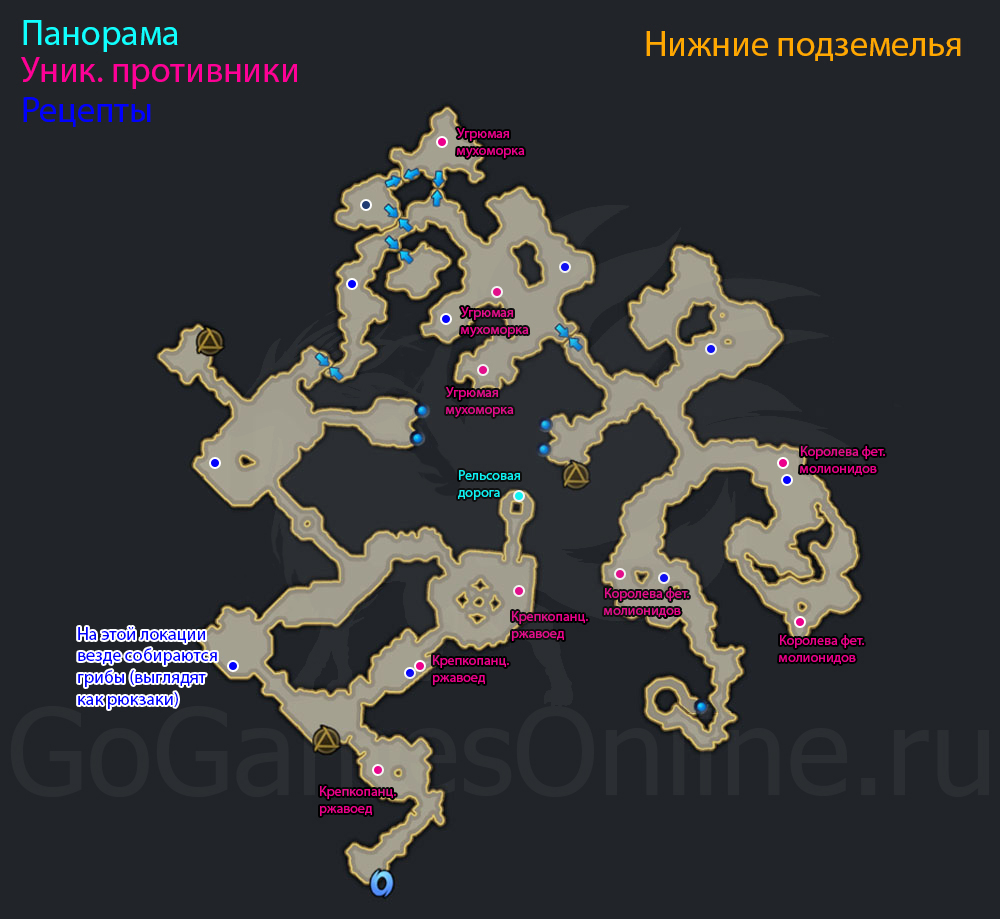 Панорама
Уник. противники
Рецепты
Нижние подземелья
Угрюмая
мухоморка
Угрюмая
мухоморка
Угрюмая
мухоморка
Королева фет.
молионидов
Рельсовая
дорога
Королева фет.
молионидов
Крепкопанц.
ржавоед
Королева фет.
молионидов
Крепкопанц.
ржавоед
На этой локации
везде собираются
грибы (выглядят
как рюкзаки)
GoGamesOnline.ru
Крепкопанц.
ржавоед